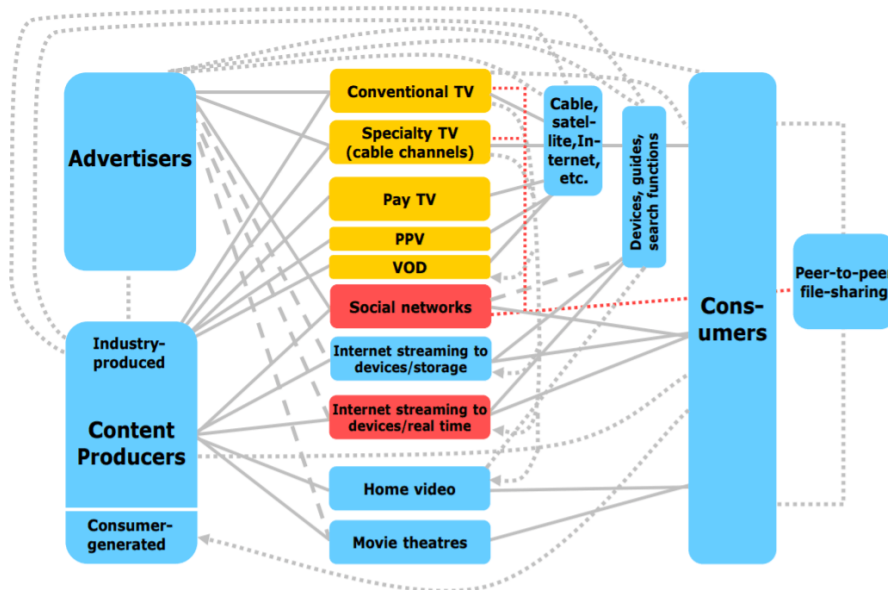 Advertisers
Industry-
produced
Content
Producers
Consumer-
generated
Conventional TV
Specialty TV
(cable channels)
Pay TV
PPV
VOD
Social networks
Internet streaming to
devices/storage
Internet streaming to
devices/real time
Home video
Movie theatres
Cable,
satel-
lite,In-
ternet,
etc.
Devices, guides,
search functions
Cons-
umers
Peer-to-peer
file-sharing